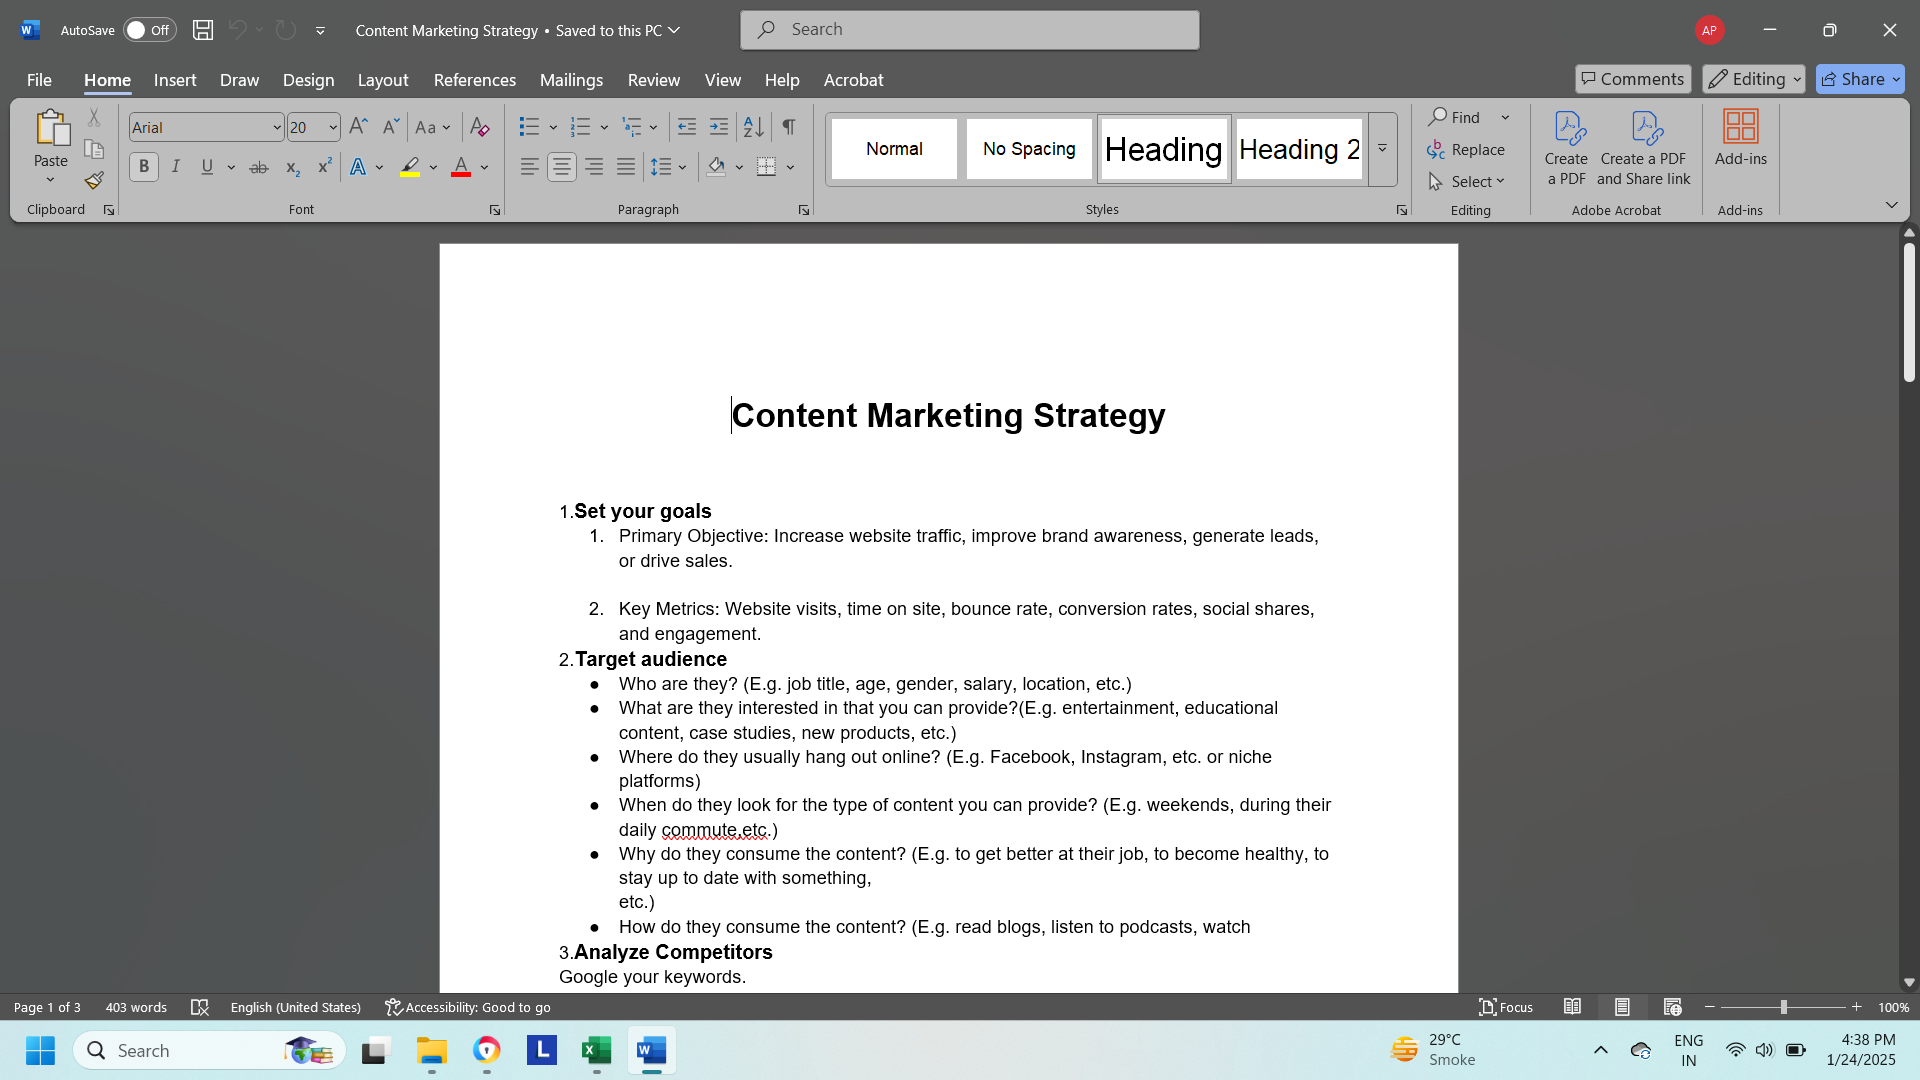 AutoSave Off Content Marketing Strategy • Saved to this PC Search AP
File Home Insert Draw Design Layout References Mailings Review View Help Acrobat Comments Editing Share
Paste
Clipboard
Arial 20
Aa
B I U ab x₂ x² A A
Font
Paragraph
Normal No Spacing Heading Heading 2
Styles
Find
Replace
Select
Editing
Create a PDF
Create a PDF and Share link
Adobe Acrobat
Add-ins
Add-ins
Content Marketing Strategy
1.Set your goals
1. Primary Objective: Increase website traffic, improve brand awareness, generate leads,
or drive sales.
2. Key Metrics: Website visits, time on site, bounce rate, conversion rates, social shares,
and engagement.
2.Target audience
● Who are they? (E.g. job title, age, gender, salary, location, etc.)
● What are they interested in that you can provide?(E.g. entertainment, educational
content, case studies, new products, etc.)
● Where do they usually hang out online? (E.g. Facebook, Instagram, etc. or niche
platforms)
● When do they look for the type of content you can provide? (E.g. weekends, during their
daily commute,etc.)
● Why do they consume the content? (E.g. to get better at their job, to become healthy, to
stay up to date with something,
etc.)
● How do they consume the content? (E.g. read blogs, listen to podcasts, watch
3.Analyze Competitors
Google your keywords.
Page 1 of 3 403 words English (United States) Accessibility: Good to go Focus 100%
Search L 29°C ENG 4:38 PM
Smoke IN 1/24/2025